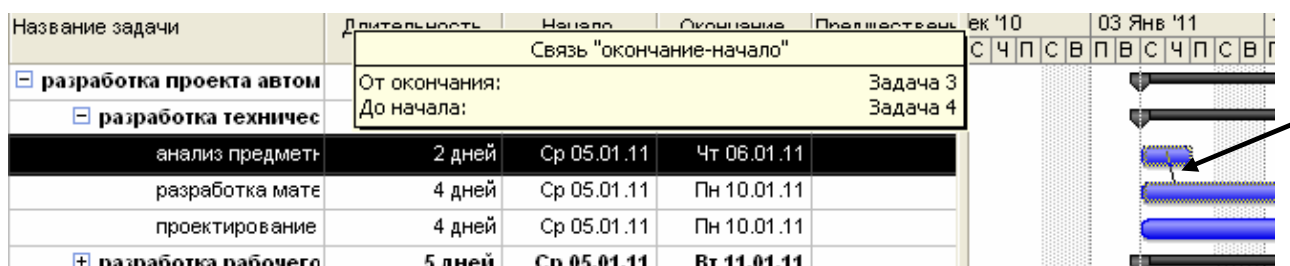 Название задачи Длительность Начало Окончание Предшественн ек '10 03 Янв '11
С Ч П С В П В С Ч П С В П
Связь "окончание-начало"
От окончания: Задача 3
До начала: Задача 4
разработка проекта автом
разработка техничес
анализ предметн 2 дней Ср 05.01.11 Чт 06.01.11
разработка мате 4 дней Ср 05.01.11 Пн 10.01.11
проектирование 4 дней Ср 05.01.11 Пн 10.01.11
разработка рабочего 5 дней Ср 05.01.11 Вт 11.01.11